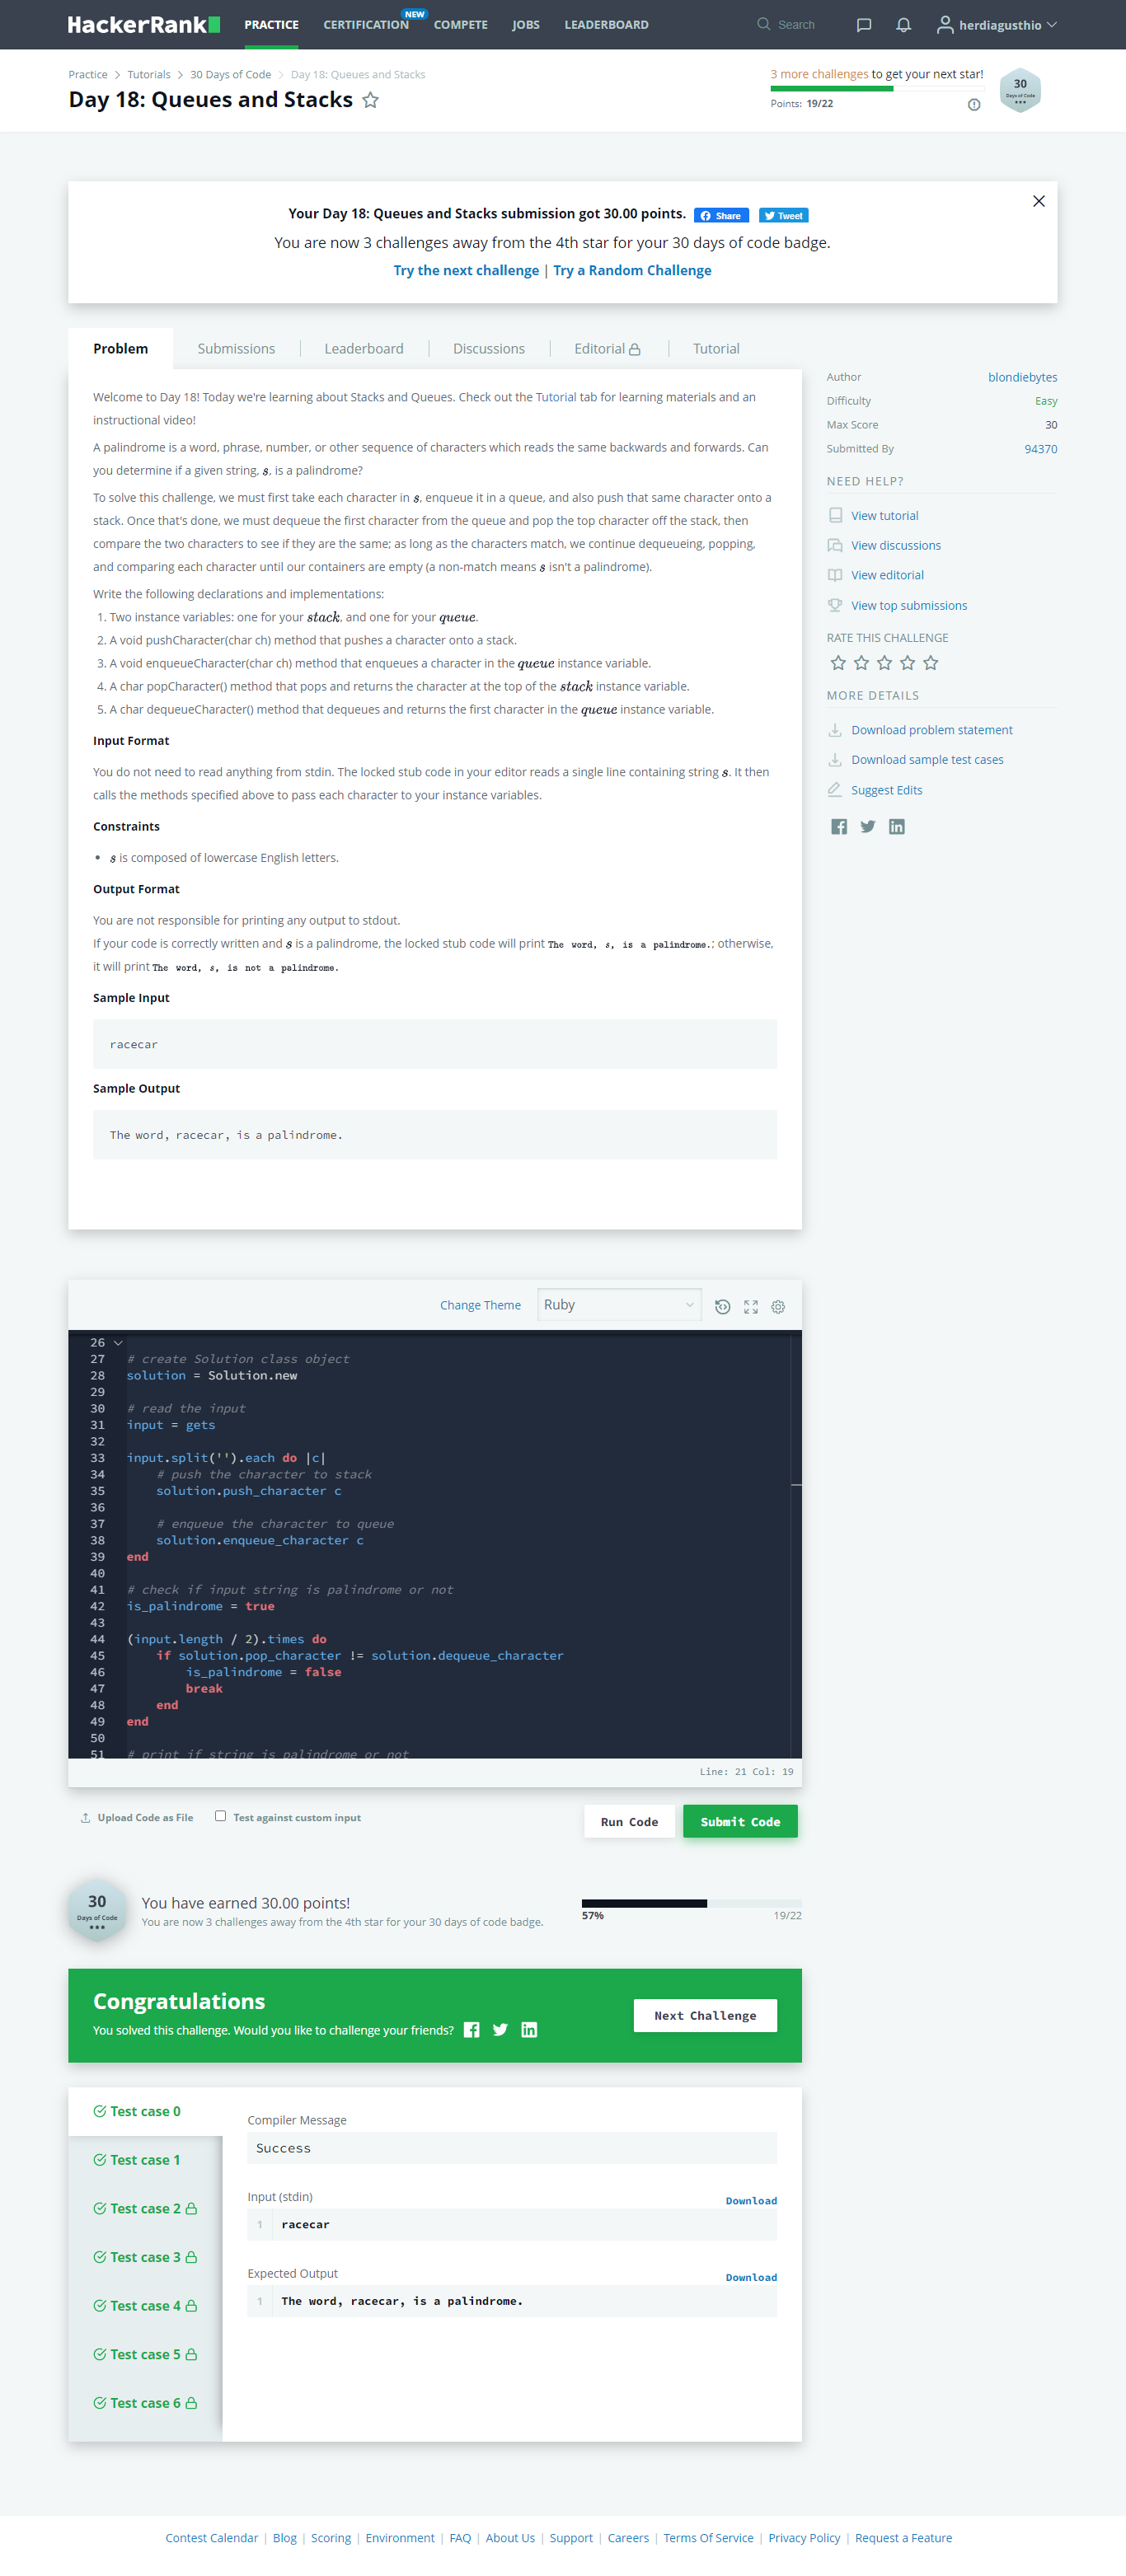 HackerRank
PRACTICE
CERTIFICATION
NEW
COMPETE
JOBS
LEADERBOARD
Search
herdiagusthio
Practice > Tutorials > 30 Days of Code > Day 18: Queues and Stacks
Day 18: Queues and Stacks
3 more challenges to get your next star!
Points: 19/22
30
Days of Code
Your Day 18: Queues and Stacks submission got 30.00 points.
Share
Tweet
You are now 3 challenges away from the 4th star for your 30 days of code badge.
Try the next challenge | Try a Random Challenge
Problem
Submissions
Leaderboard
Discussions
Editorial
Tutorial
Welcome to Day 18! Today we're learning about Stacks and Queues. Check out the Tutorial tab for learning materials and an
instructional video!
A palindrome is a word, phrase, number, or other sequence of characters which reads the same backwards and forwards. Can
you determine if a given string, s, is a palindrome?
To solve this challenge, we must first take each character in s, enqueue it in a queue, and also push that same character onto a
stack. Once that's done, we must dequeue the first character from the queue and pop the top character off the stack, then
compare the two characters to see if they are the same; as long as the characters match, we continue dequeueing, popping,
and comparing each character until our containers are empty (a non-match means s isn't a palindrome).
Write the following declarations and implementations:
1. Two instance variables: one for your stack, and one for your queue.
2. A void pushCharacter(char ch) method that pushes a character onto a stack.
3. A void enqueueCharacter(char ch) method that enqueues a character in the queue instance variable.
4. A char popCharacter() method that pops and returns the character at the top of the stack instance variable.
5. A char dequeueCharacter() method that dequeues and returns the first character in the queue instance variable.
Input Format
You do not need to read anything from stdin. The locked stub code in your editor reads a single line containing string s. It then
calls the methods specified above to pass each character to your instance variables.
Constraints
• s is composed of lowercase English letters.
Output Format
You are not responsible for printing any output to stdout.
If your code is correctly written and s is a palindrome, the locked stub code will print The word, s, is a palindrome.; otherwise,
it will print The word, s, is not a palindrome.
Sample Input
racecar
Sample Output
The word, racecar, is a palindrome.
Author
blondiebytes
Difficulty
Easy
Max Score
30
Submitted By
94370
NEED HELP?
View tutorial
View discussions
View editorial
View top submissions
RATE THIS CHALLENGE
MORE DETAILS
Download problem statement
Download sample test cases
Suggest Edits
Change Theme
Ruby
26
27 # create Solution class object
28 solution = Solution.new
29
30 # read the input
31 input = gets
32
33 input.split('').each do |c|
34 # push the character to stack
35 solution.push_character c
36
37 # enqueue the character to queue
38 solution.enqueue_character c
39 end
40
41 # check if input string is palindrome or not
42 is_palindrome = true
43
44 (input.length / 2).times do
45 if solution.pop_character != solution.dequeue_character
46 is_palindrome = false
47 break
48 end
49 end
50
51 # print if string is palindrome or not
Line: 21 Col: 19
Upload Code as File
Test against custom input
Run Code
Submit Code
30
Days of Code
You have earned 30.00 points!
You are now 3 challenges away from the 4th star for your 30 days of code badge.
57%
19/22
Congratulations
You solved this challenge. Would you like to challenge your friends?
Next Challenge
Test case 0
Test case 1
Test case 2
Test case 3
Test case 4
Test case 5
Test case 6
Compiler Message
Success
Input (stdin)
Download
1 racecar
Expected Output
Download
1 The word, racecar, is a palindrome.
Contest Calendar | Blog | Scoring | Environment | FAQ | About Us | Support | Careers | Terms Of Service | Privacy Policy | Request a Feature